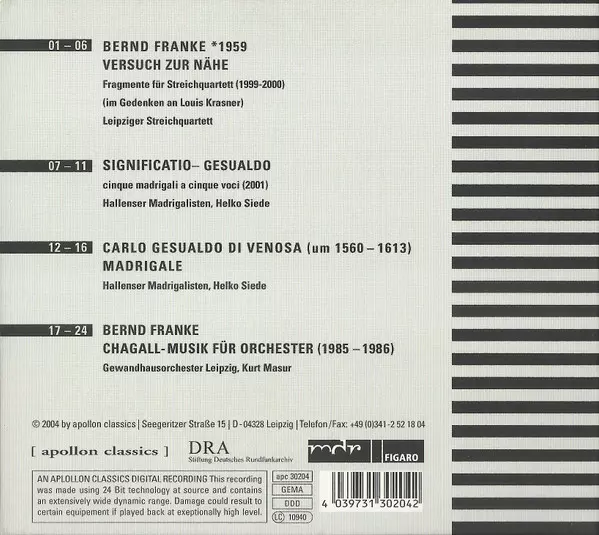 01 – 06
BERND FRANKE *1959
VERSUCH ZUR NÄHE
Fragmente für Streichquartett (1999-2000)
(im Gedenken an Louis Krasner)
Leipziger Streichquartett
07 – 11
SIGNIFICATIO– GESUALDO
cinque madrigali a cinque voci (2001)
Hallenser Madrigalisten, Helko Siede
12 – 16
CARLO GESUALDO DI VENOSA (um 1560 – 1613)
MADRIGALE
Hallenser Madrigalisten, Helko Siede
17 – 24
BERND FRANKE
CHAGALL-MUSIK FÜR ORCHESTER (1985 – 1986)
Gewandhausorchester Leipzig, Kurt Masur
© 2004 by apollon classics | Seegeritzer Straße 15 | D - 04328 Leipzig | Telefon/Fax: +49 (0)341-2 52 18 04
[ apollon classics ]
DRA
Stiftung Deutsches Rundfunkarchiv
mdr
FIGARO
AN APLOLLON CLASSICS DIGITAL RECORDING This recording
was made using 24 Bit technology at source and contains
an extensively wide dynamic range. Damage could result to
certain equipement if played back at exeptionally high level.
apc 30204
GEMA
DDD
LC 10940
4 039731 302042